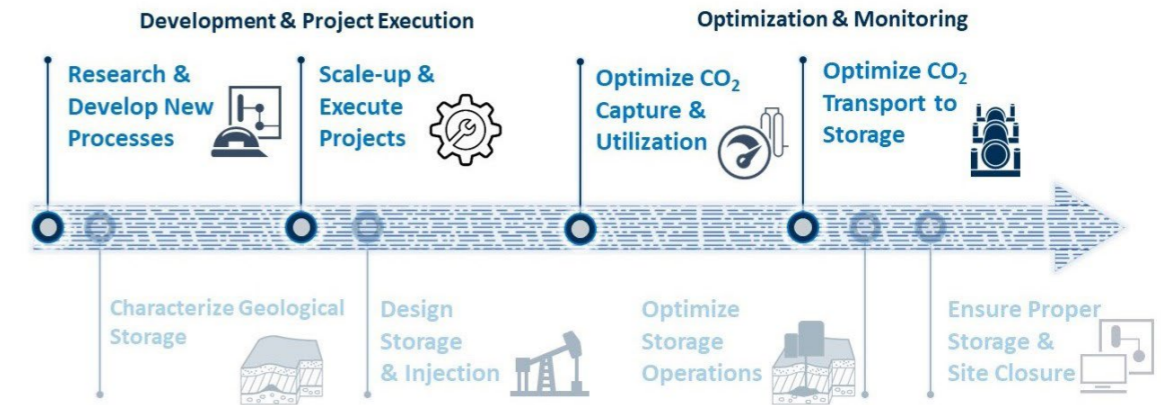 Development & Project Execution
Optimization & Monitoring
Research &
Develop New
Processes
Scale-up &
Execute
Projects
Optimize CO₂
Capture &
Utilization
Optimize CO₂
Transport to
Storage
Characterize Geological
Storage
Design
Storage
& Injection
Optimize
Storage
Operations
Ensure Proper
Storage &
Site Closure